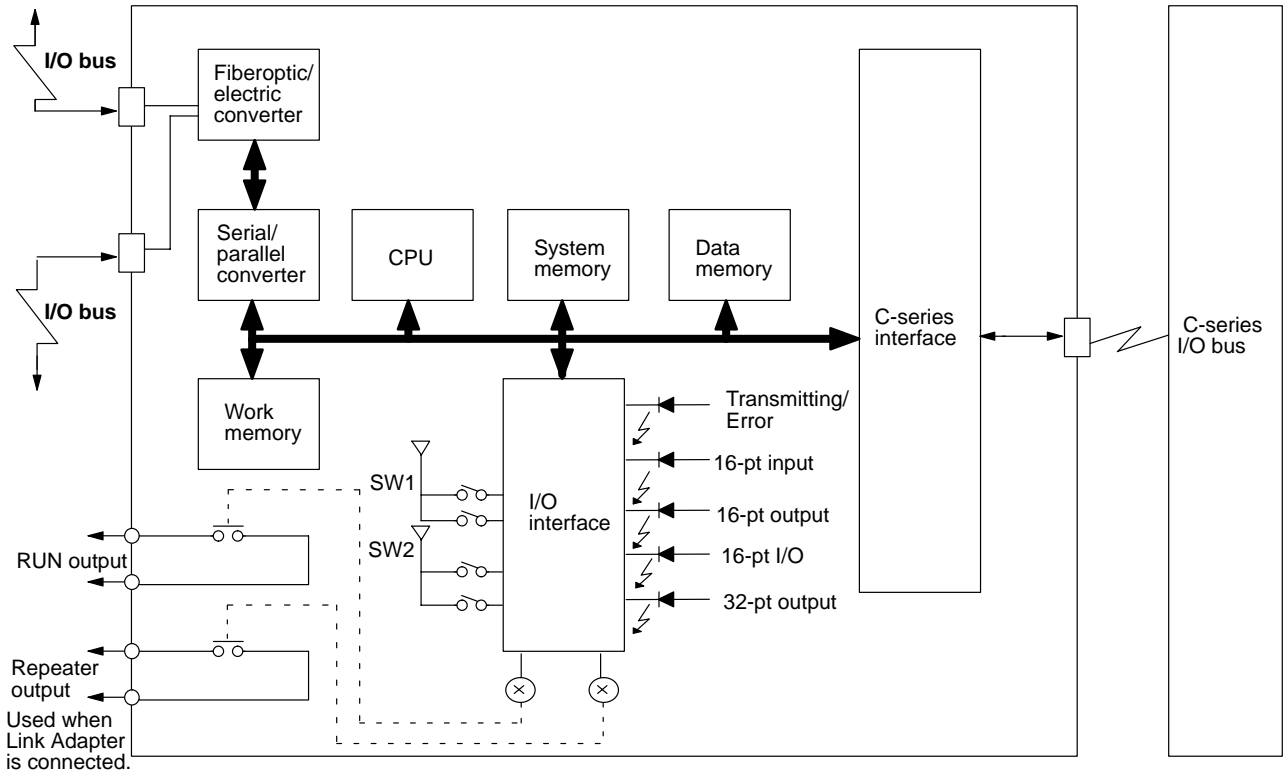 I/O bus
Fiberoptic/
electric
converter
Serial/
parallel
converter
CPU
System
memory
Data
memory
C-series
interface
C-series
I/O bus
I/O bus
Work
memory
Transmitting/
Error
SW1
16-pt input
I/O
interface
16-pt output
SW2
16-pt I/O
RUN output
32-pt output
Repeater
output
Used when
Link Adapter
is connected.